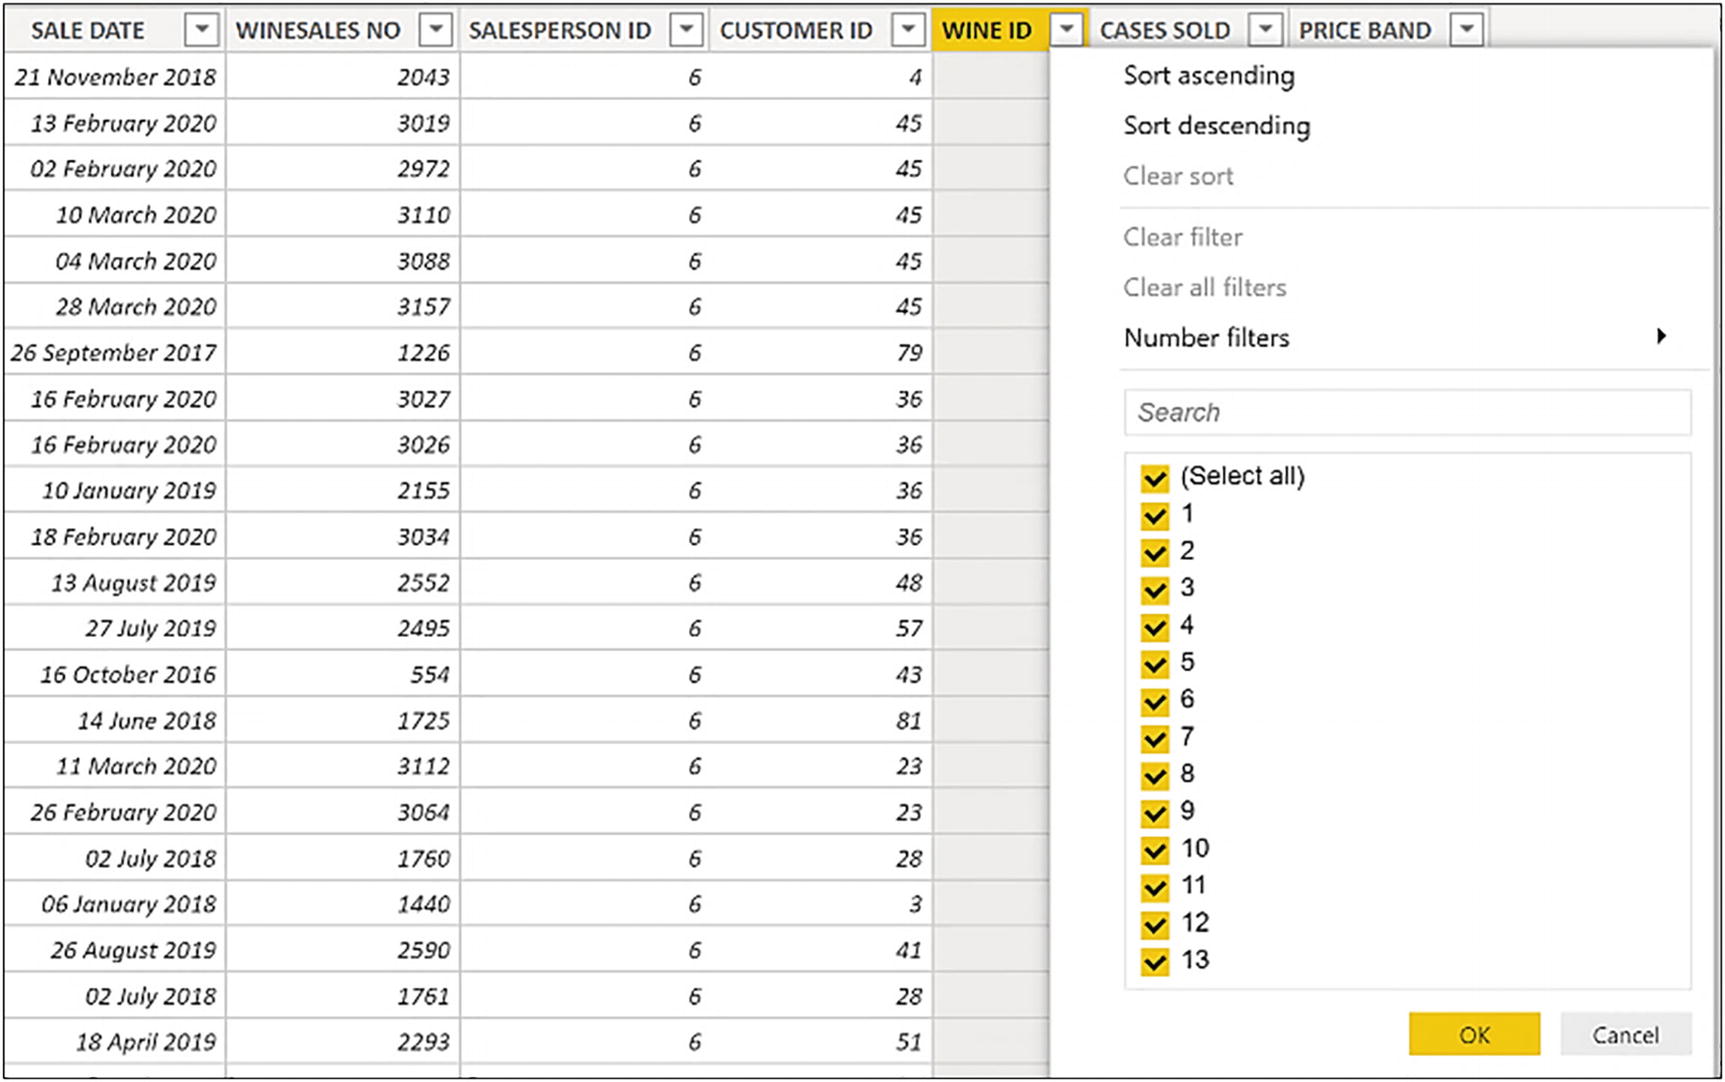 SALE DATE WINESALES NO SALESPERSON ID CUSTOMER ID WINE ID CASES SOLD PRICE BAND
21 November 2018 2043 6 4
13 February 2020 3019 6 45
02 February 2020 2972 6 45
10 March 2020 3110 6 45
04 March 2020 3088 6 45
28 March 2020 3157 6 45
26 September 2017 1226 6 79
16 February 2020 3027 6 36
16 February 2020 3026 6 36
10 January 2019 2155 6 36
18 February 2020 3034 6 36
13 August 2019 2552 6 48
27 July 2019 2495 6 57
16 October 2016 554 6 43
14 June 2018 1725 6 81
11 March 2020 3112 6 23
26 February 2020 3064 6 23
02 July 2018 1760 6 28
06 January 2018 1440 6 3
26 August 2019 2590 6 41
02 July 2018 1761 6 28
18 April 2019 2293 6 51
Sort ascending
Sort descending
Clear sort
Clear filter
Clear all filters
Number filters
Search
(Select all)
1
2
3
4
5
6
7
8
9
10
11
12
13
OK Cancel